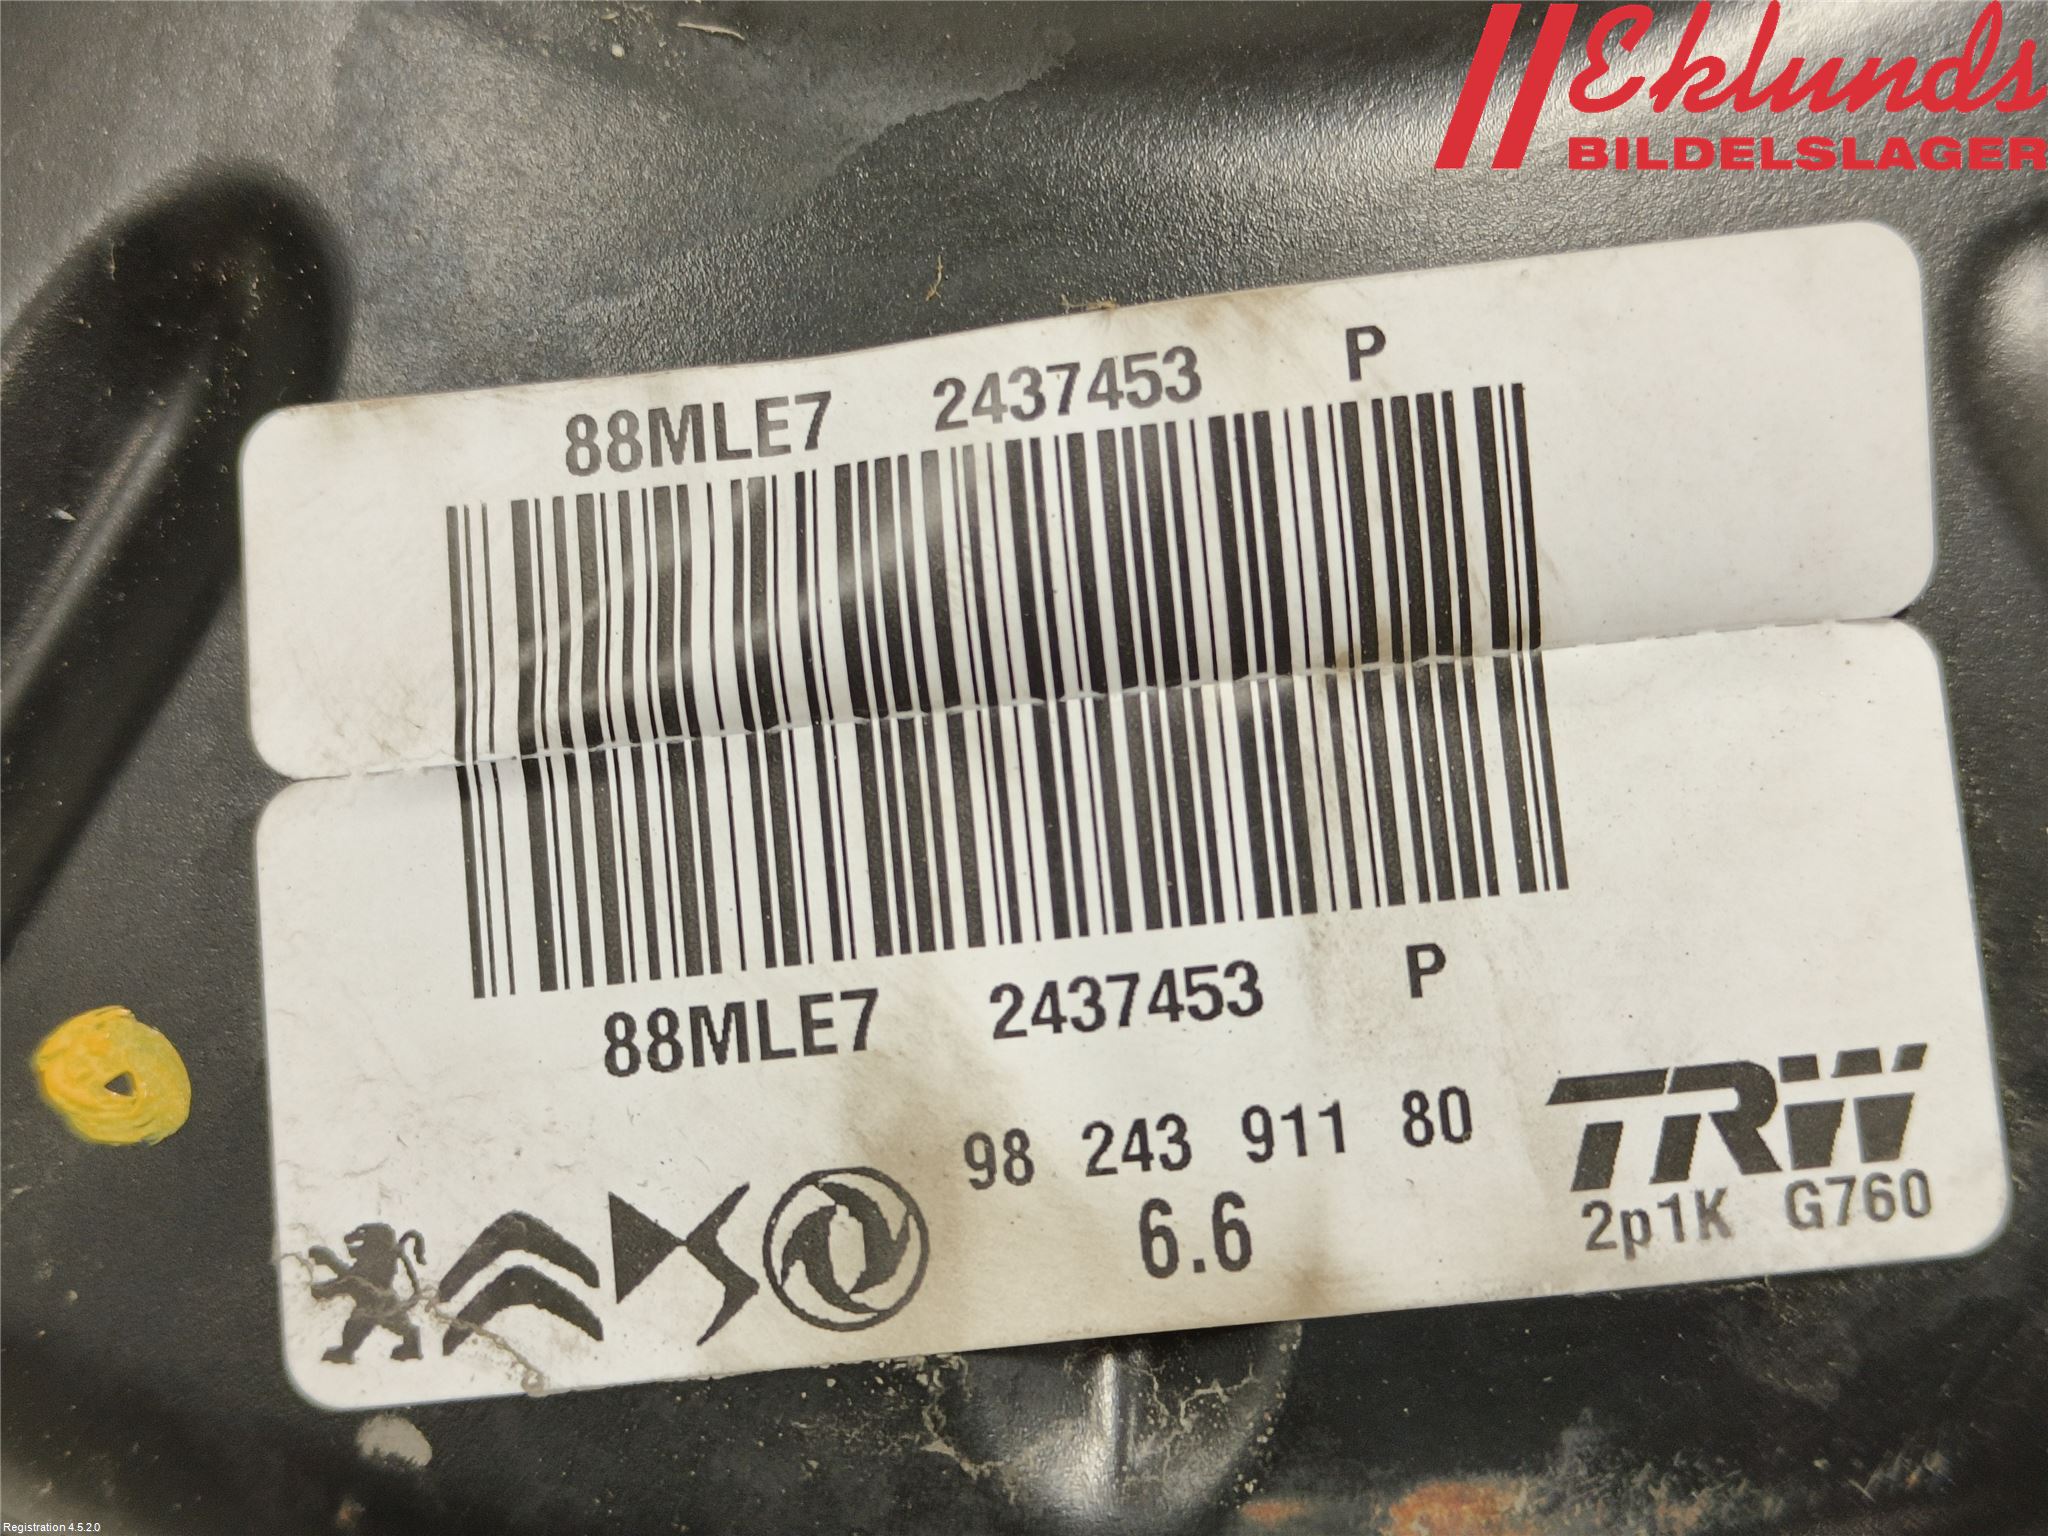 Eklunds
BILDELSLAGER
88MLE7 2437453 P
88MLE7 2437453 P
98 243 911 80
6.6
TRW
2p1K G760
Registration 4.5.2.0